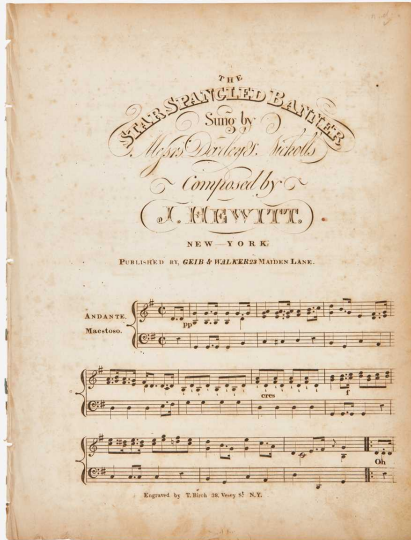 THE
STAR SPANGLED BANNER
Sung by
Messrs. Darley & Nicholls
Composed by
J. HEWITT.
NEW-YORK,
PUBLISH'D BY, GEIB & WALKER 23 MAIDEN LANE.
ANDANTE.
Maestoso.
pp
cres
f
p
Oh
Engraved by T. Birch 38. Vesey St. N.Y.